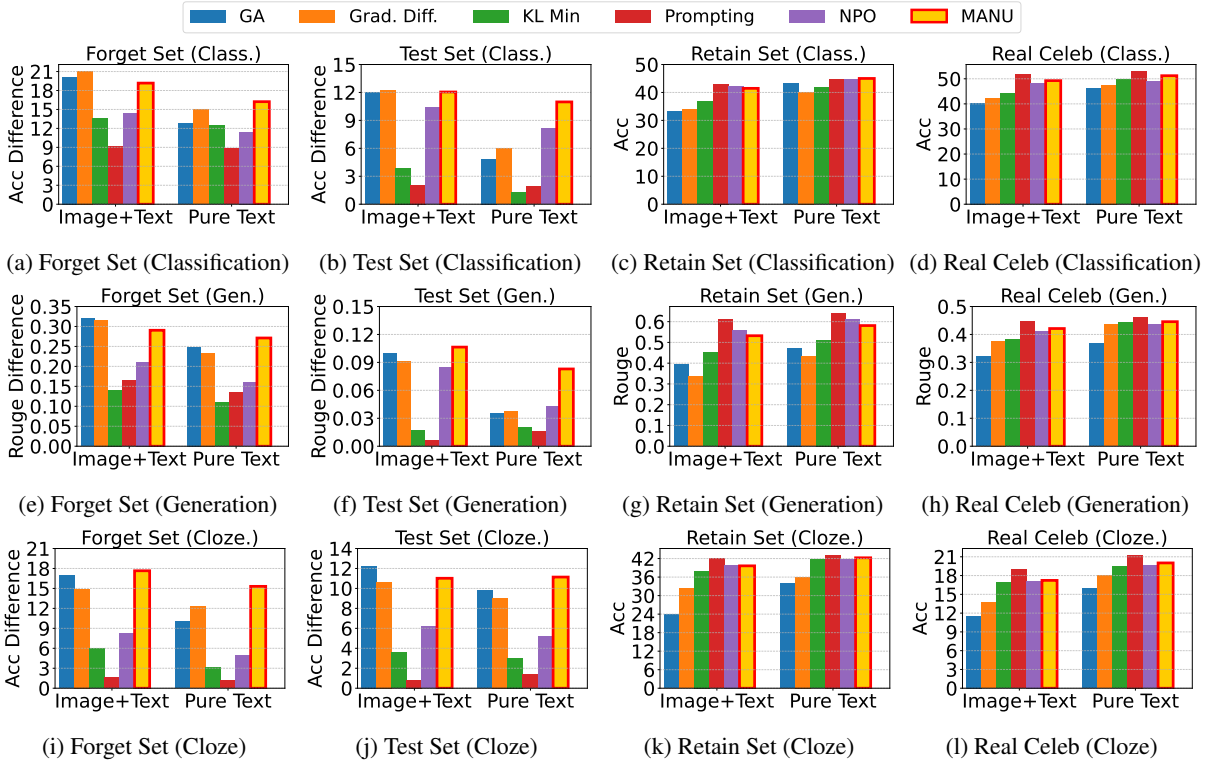 GA Grad. Diff. KL Min Prompting NPO MANU
Forget Set (Class.)
Acc Difference
21
18
15
12
9
6
3
0
Image+Text Pure Text
(a) Forget Set (Classification)
Test Set (Class.)
Acc Difference
15
12
9
6
3
0
Image+Text Pure Text
(b) Test Set (Classification)
Retain Set (Class.)
Acc
50
40
30
20
10
0
Image+Text Pure Text
(c) Retain Set (Classification)
Real Celeb (Class.)
Acc
50
40
30
20
10
0
Image+Text Pure Text
(d) Real Celeb (Classification)
Forget Set (Gen.)
Rouge Difference
0.35
0.30
0.25
0.20
0.15
0.10
0.05
0.00
Image+Text Pure Text
(e) Forget Set (Generation)
Test Set (Gen.)
Rouge Difference
0.15
0.12
0.09
0.06
0.03
0.00
Image+Text Pure Text
(f) Test Set (Generation)
Retain Set (Gen.)
Rouge
0.6
0.5
0.4
0.3
0.2
0.1
0.0
Image+Text Pure Text
(g) Retain Set (Generation)
Real Celeb (Gen.)
Rouge
0.5
0.4
0.3
0.2
0.1
0.0
Image+Text Pure Text
(h) Real Celeb (Generation)
Forget Set (Cloze.)
Acc Difference
21
18
15
12
9
6
3
0
Image+Text Pure Text
(i) Forget Set (Cloze)
Test Set (Cloze.)
Acc Difference
14
12
10
8
6
4
2
0
Image+Text Pure Text
(j) Test Set (Cloze)
Retain Set (Cloze.)
Acc
42
36
30
24
18
12
6
0
Image+Text Pure Text
(k) Retain Set (Cloze)
Real Celeb (Cloze.)
Acc
21
18
15
12
9
6
3
0
Image+Text Pure Text
(l) Real Celeb (Cloze)